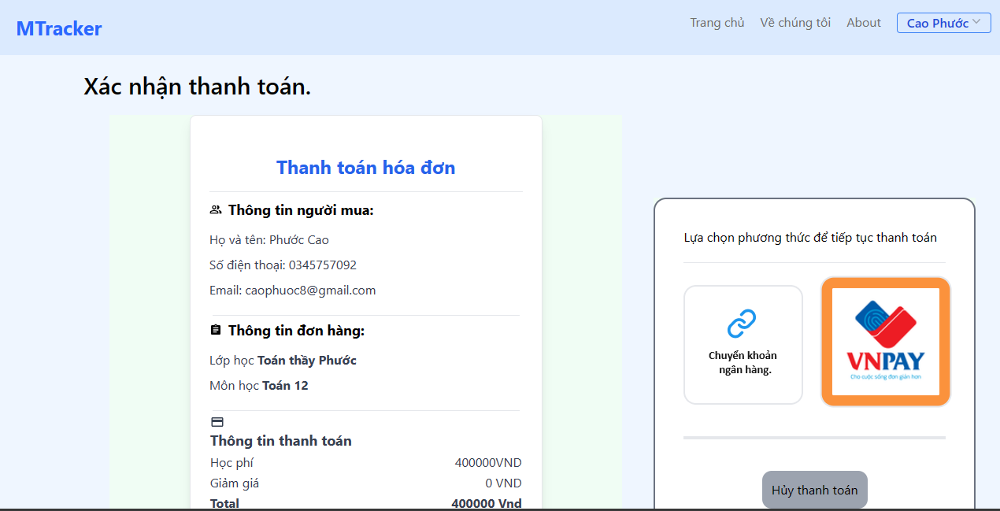 MTracker
Trang chủ
Về chúng tôi
About
Cao Phước
Xác nhận thanh toán.
Thanh toán hóa đơn
Thông tin người mua:
Họ và tên: Phước Cao
Số điện thoại: 0345757092
Email: caophuoc8@gmail.com
Thông tin đơn hàng:
Lớp học Toán thầy Phước
Môn học Toán 12
Thông tin thanh toán
Học phí 400000VND
Giảm giá 0 VND
Total 400000 Vnd
Lựa chọn phương thức để tiếp tục thanh toán
Chuyển khoản
ngân hàng.
VNPAY
Cho cuộc sống đơn giản hơn
Hủy thanh toán